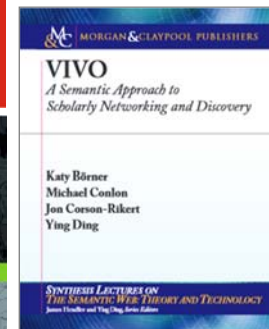 M&C MORGAN & CLAYPOOL PUBLISHERS
VIVO
A Semantic Approach to
Scholarly Networking and Discovery
Katy Börner
Michael Conlon
Jon Corson-Rikert
Ying Ding
SYNTHESIS LECTURES ON
THE SEMANTIC WEB: THEORY AND TECHNOLOGY
James Hendler and Ying Ding, Series Editors